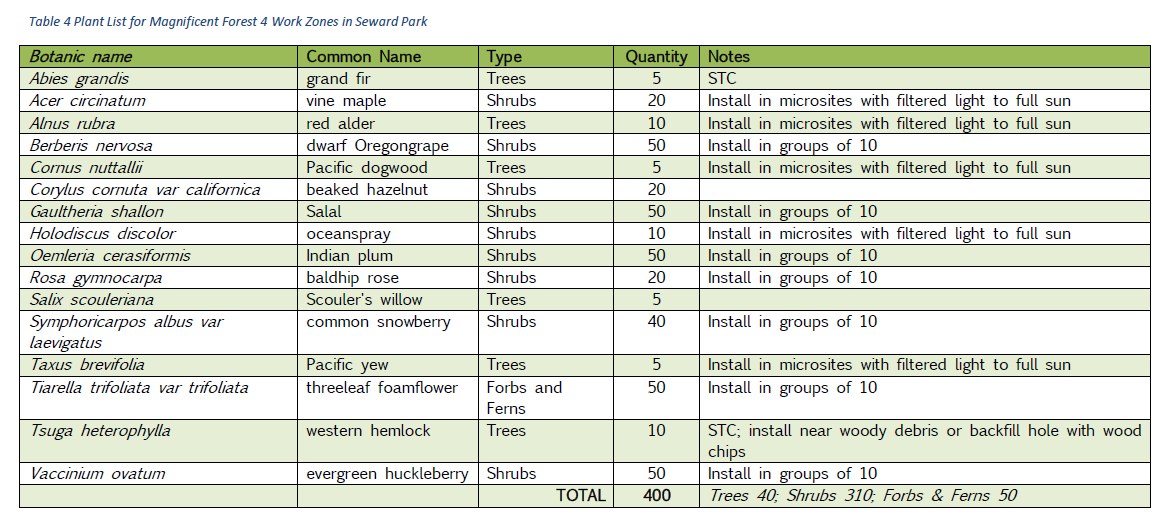 Table 4 Plant List for Magnificent Forest 4 Work Zones in Seward Park
Botanic name Common Name Type Quantity Notes
Abies grandis grand fir Trees 5 STC
Acer circinatum vine maple Shrubs 20 Install in microsites with filtered light to full sun
Alnus rubra red alder Trees 10 Install in microsites with filtered light to full sun
Berberis nervosa dwarf Oregongrape Shrubs 50 Install in groups of 10
Cornus nuttallii Pacific dogwood Trees 5 Install in microsites with filtered light to full sun
Corylus cornuta var californica beaked hazelnut Shrubs 20
Gaultheria shallon Salal Shrubs 50 Install in groups of 10
Holodiscus discolor oceanspray Shrubs 10 Install in microsites with filtered light to full sun
Oemleria cerasiformis Indian plum Shrubs 50 Install in groups of 10
Rosa gymnocarpa baldhip rose Shrubs 20 Install in groups of 10
Salix scouleriana Scouler's willow Trees 5
Symphoricarpos albus var common snowberry Shrubs 40 Install in groups of 10
laevigatus
Taxus brevifolia Pacific yew Trees 5 Install in microsites with filtered light to full sun
Tiarella trifoliata var trifoliata threeleaf foamflower Forbs and 50 Install in groups of 10
Ferns
Tsuga heterophylla western hemlock Trees 10 STC; install near woody debris or backfill hole with wood
chips
Vaccinium ovatum evergreen huckleberry Shrubs 50 Install in groups of 10
TOTAL 400 Trees 40; Shrubs 310; Forbs & Ferns 50